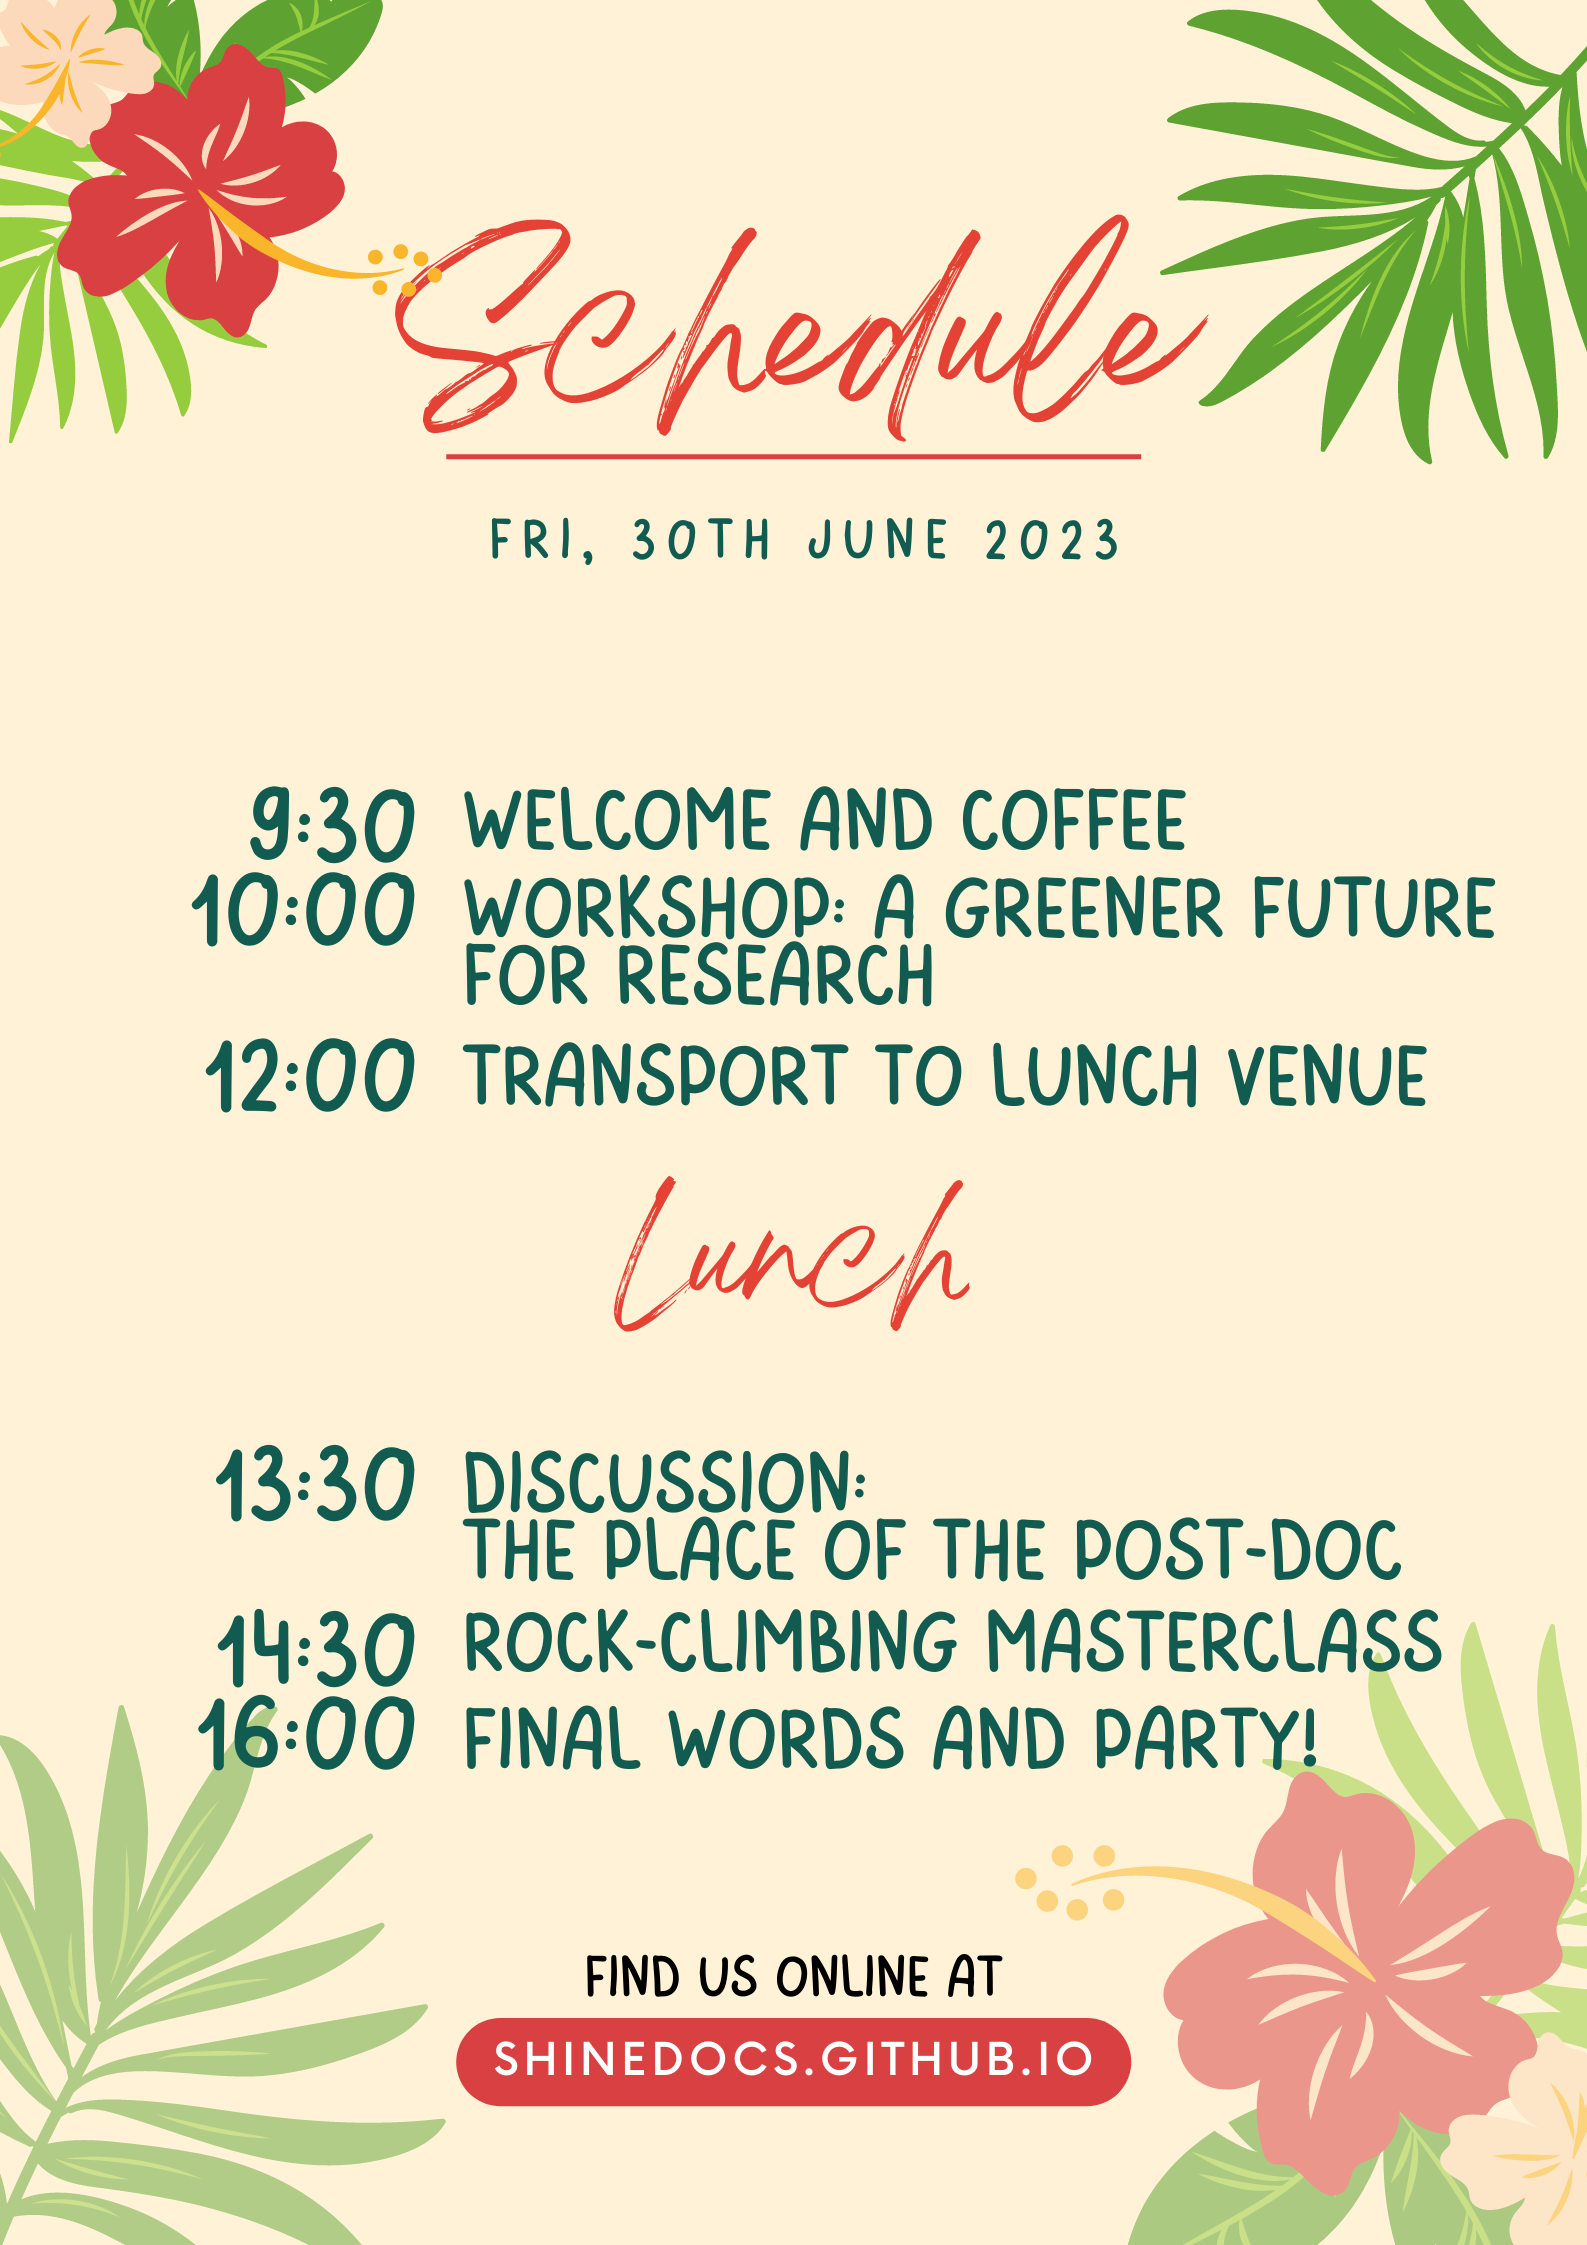 Schedule
FRI, 30TH JUNE 2023
9:30 WELCOME AND COFFEE
10:00 WORKSHOP: A GREENER FUTURE
FOR RESEARCH
12:00 TRANSPORT TO LUNCH VENUE
Lunch
13:30 DISCUSSION:
THE PLACE OF THE POST-DOC
14:30 ROCK-CLIMBING MASTERCLASS
16:00 FINAL WORDS AND PARTY!
FIND US ONLINE AT
SHINEDOCS.GITHUB.IO